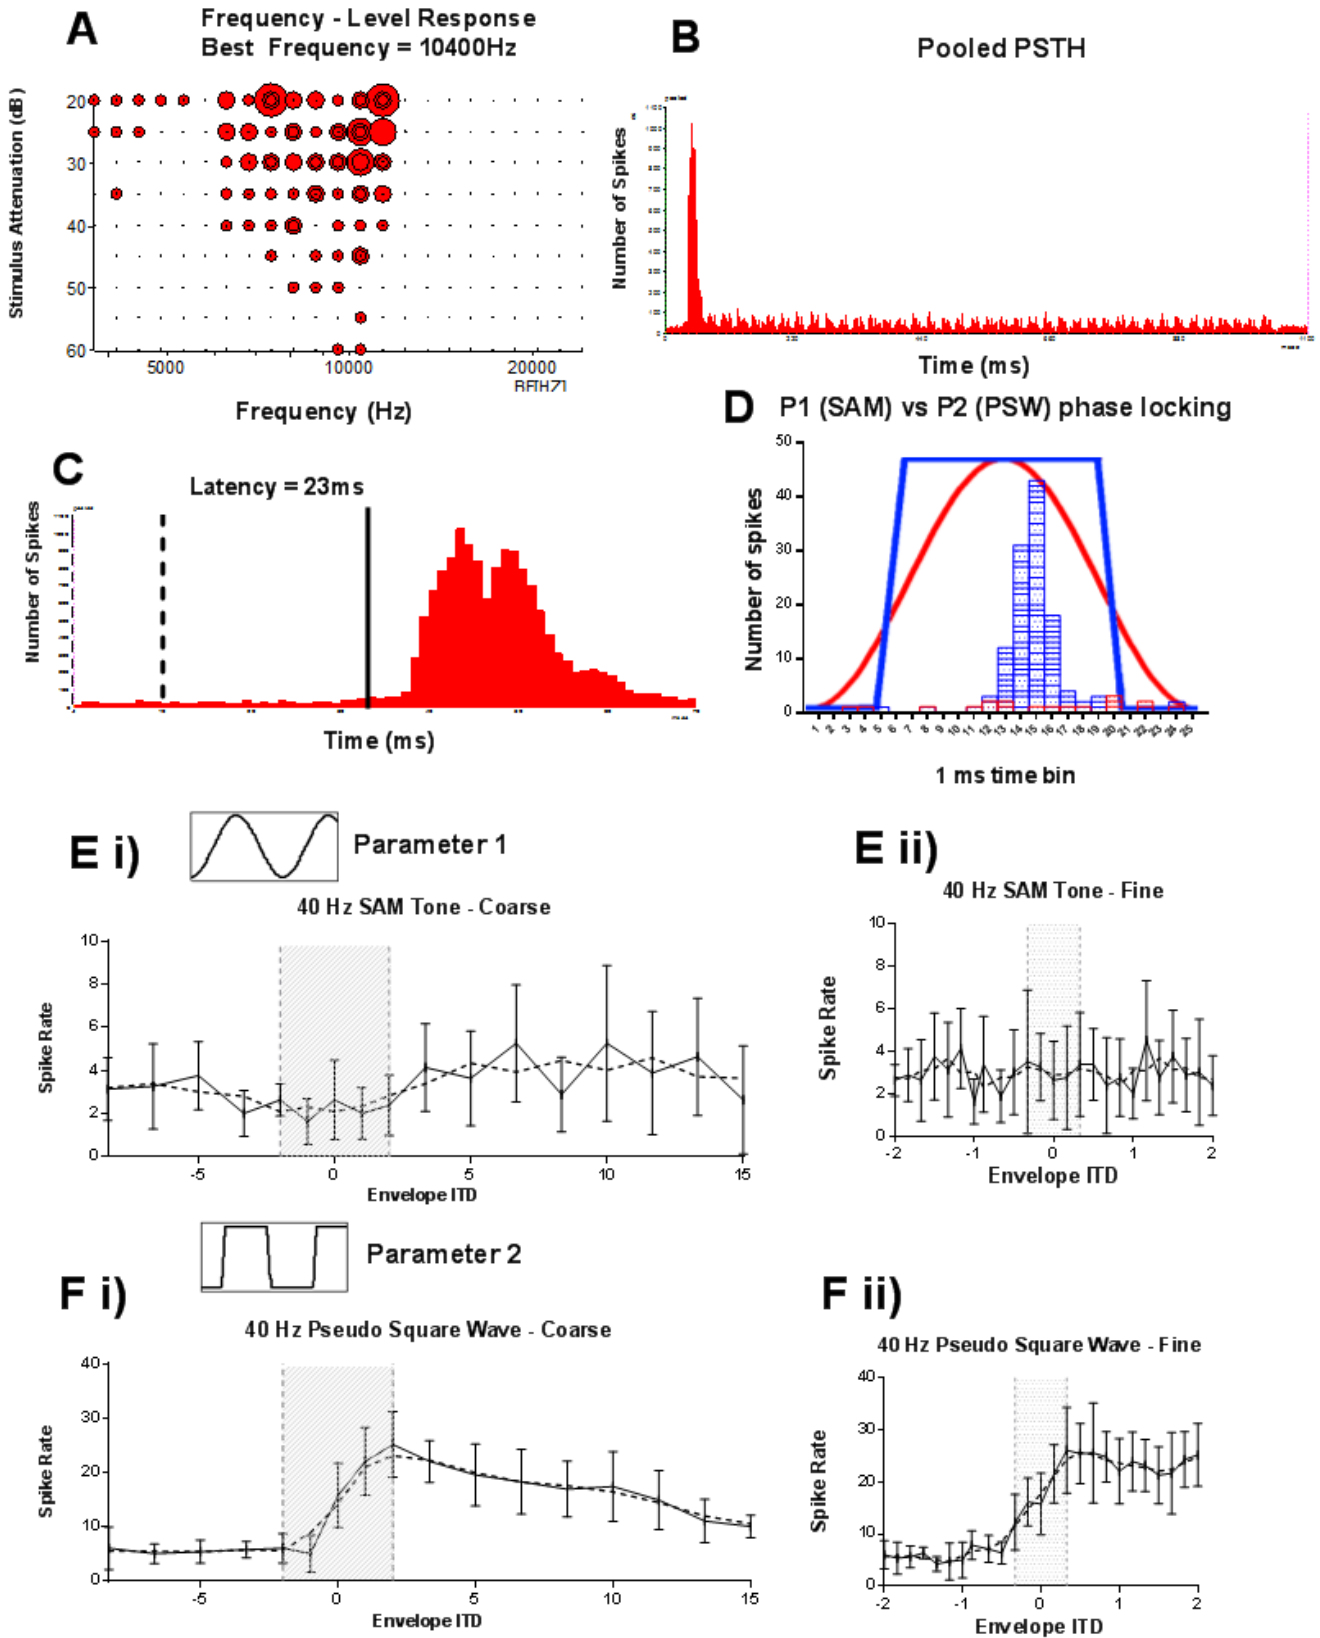 A
Frequency - Level Response
Best Frequency = 10400Hz
Stimulus Attenuation (dB)
20
30
40
50
60
5000
10000
20000
Frequency (Hz)
B
Pooled PSTH
Number of Spikes
Time (ms)
C
Latency = 23ms
Number of Spikes
Time (ms)
D
P1 (SAM) vs P2 (PSW) phase locking
Number of spikes
50
40
30
20
10
0
1 2 3 4 5 6 7 8 9 10 11 12 13 14 15 16 17 18 19 20 21 22 23 24 25
1 ms time bin
E i)
Parameter 1
40 Hz SAM Tone - Coarse
Spike Rate
10
8
6
4
2
0
-5 0 5 10 15
Envelope ITD
E ii)
40 Hz SAM Tone - Fine
Spike Rate
10
8
6
4
2
0
-2 -1 0 1 2
Envelope ITD
Parameter 2
F i)
40 Hz Pseudo Square Wave - Coarse
Spike Rate
40
30
20
10
0
-5 0 5 10 15
Envelope ITD
F ii)
40 Hz Pseudo Square Wave - Fine
Spike Rate
40
30
20
10
0
-2 -1 0 1 2
Envelope ITD